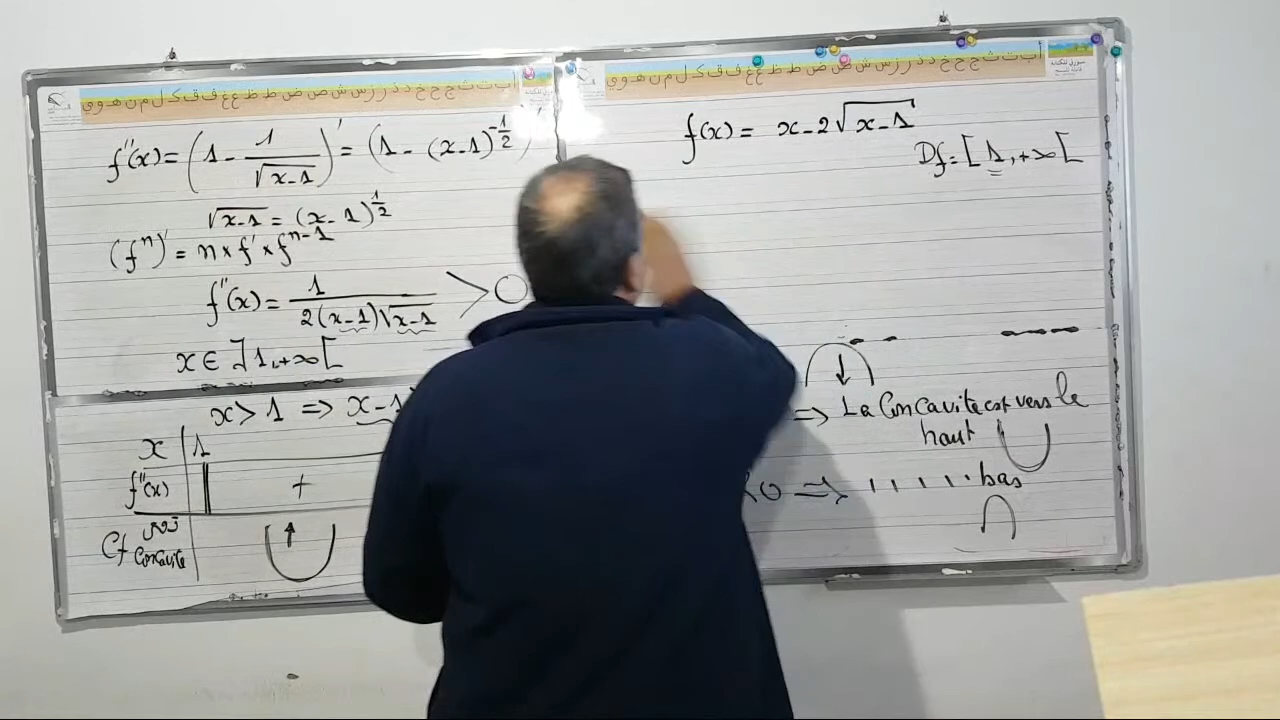 أ ب ت ث ج ح خ د ذ ر ز س ش ص ض ط ظ ع غ ف ق ك ل م ن ه و ي
f''(x) = (1 - 1/√(x-1))' = (1 - (x-1)^(-1/2))'
√(x-1) = (x-1)^(1/2)
(f^n)' = n × f' × f^(n-1)
f''(x) = 1/(2(x-1)√(x-1)) > 0
x ∈ ]1,+∞[
x > 1 => x-1
x | 1
f''(x) || +
Cf
Concavité
أ ب ت ث ج ح خ د ذ ر ز س ش ص ض ط ظ ع غ ف ق ك ل م ن ه و ي
f(x) = x - 2√(x-1)
Df = [1,+∞[
=> La Concavité est vers le
haut
< 0 => ' ' ' ' ' bas